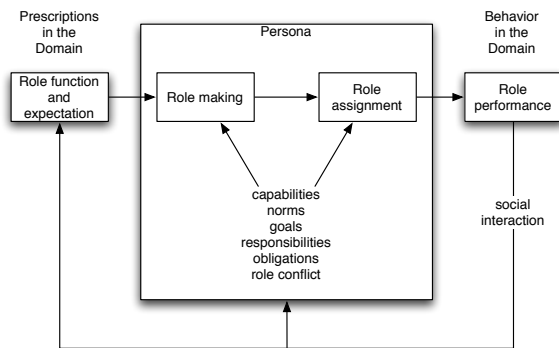 Prescriptions
in the
Domain
Persona
Behavior
in the
Domain
Role function
and
expectation
Role making
Role
assignment
Role
performance
capabilities
norms
goals
responsibilities
obligations
role conflict
social
interaction